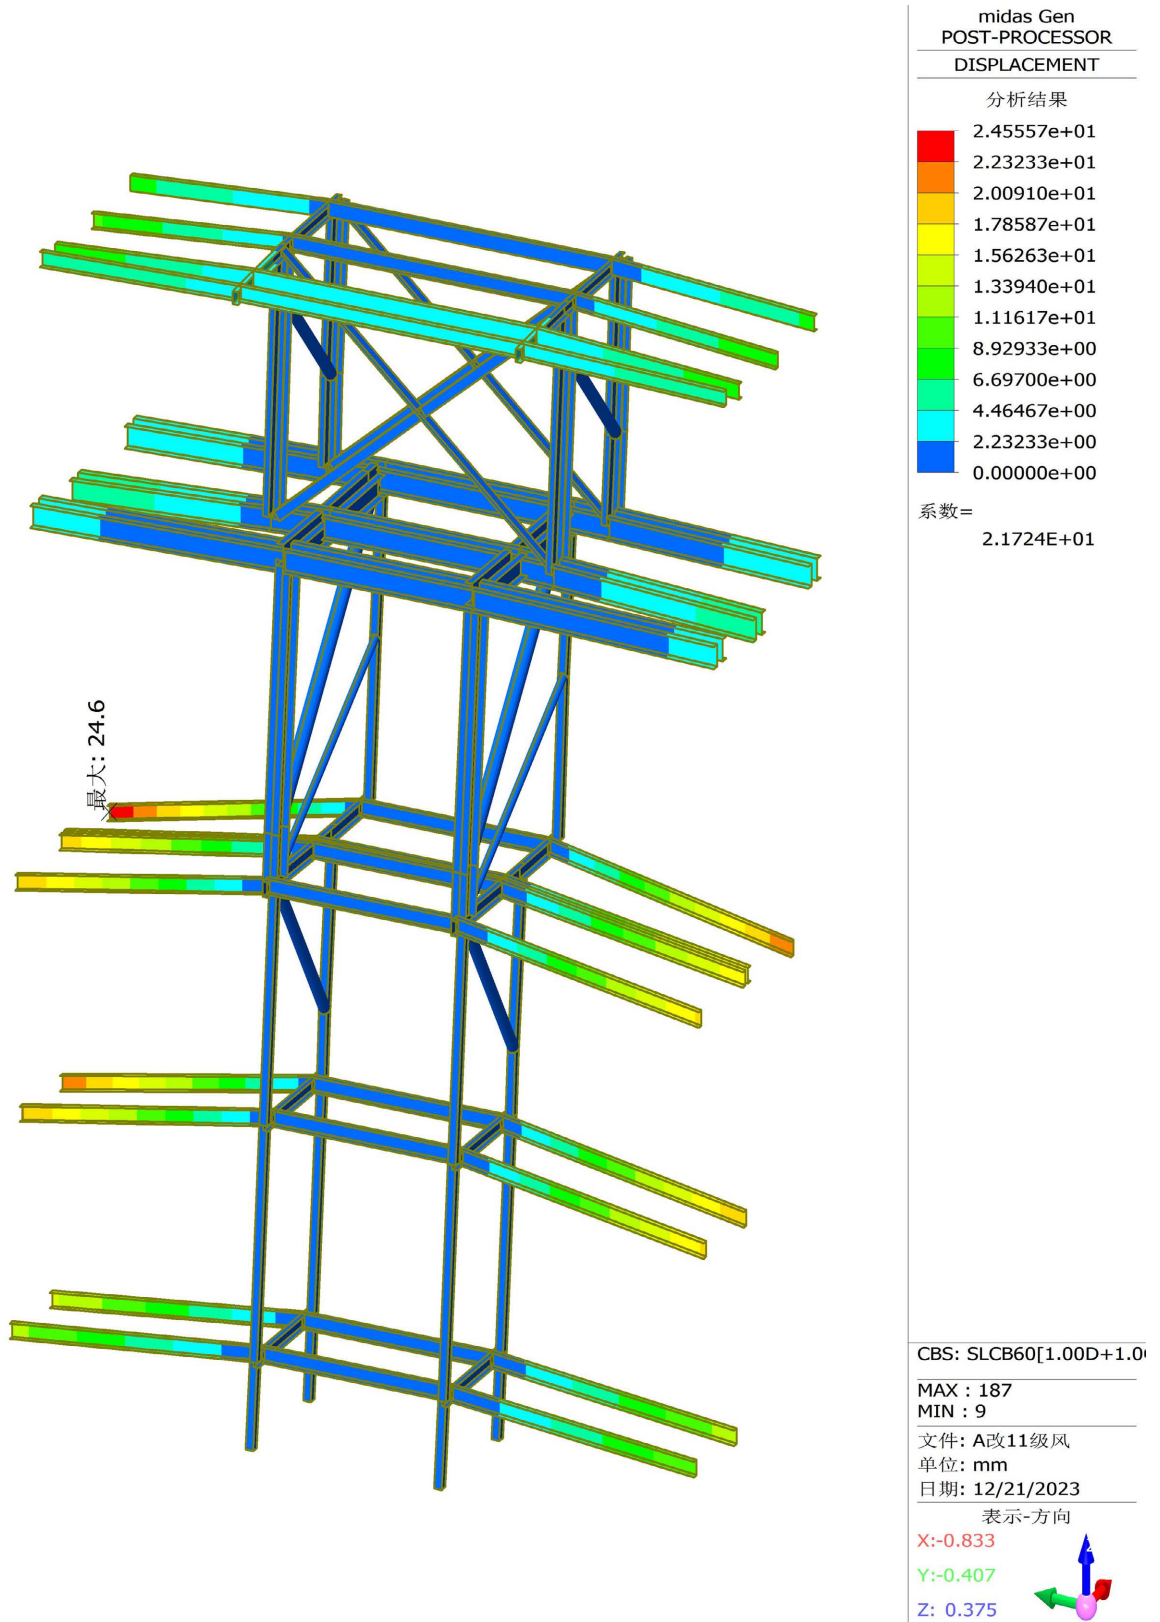 midas Gen
POST-PROCESSOR
DISPLACEMENT
分析结果
2.45557e+01
2.23233e+01
2.00910e+01
1.78587e+01
1.56263e+01
1.33940e+01
1.11617e+01
8.92933e+00
6.69700e+00
4.46467e+00
2.23233e+00
0.00000e+00
系数=
2.1724E+01
最大: 24.6
CBS: SLCB60[1.00D+1.0
MAX : 187
MIN : 9
文件: A改11级风
单位: mm
日期: 12/21/2023
表示-方向
X:-0.833
Y:-0.407
Z: 0.375